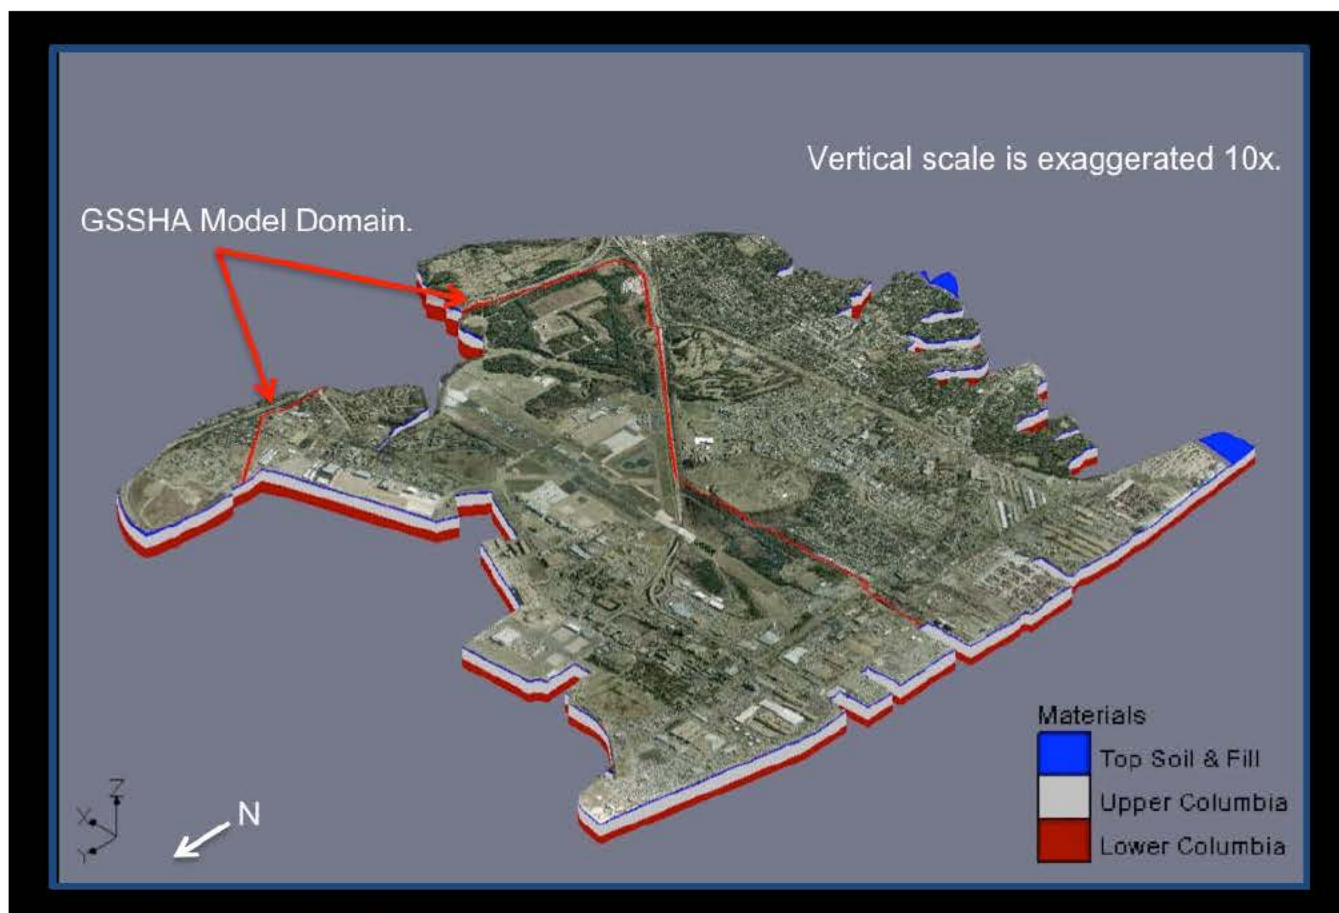 Vertical scale is exaggerated 10x.
GSSHA Model Domain.
Materials
Top Soil & Fill
Upper Columbia
Lower Columbia
Z
X
Y
N